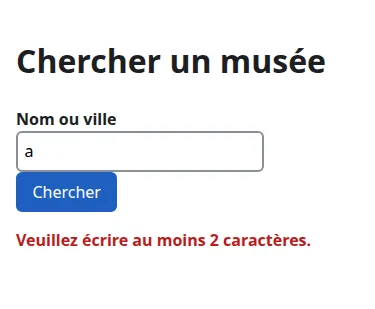 Chercher un musée
Nom ou ville
a
Chercher
Veuillez écrire au moins 2 caractères.